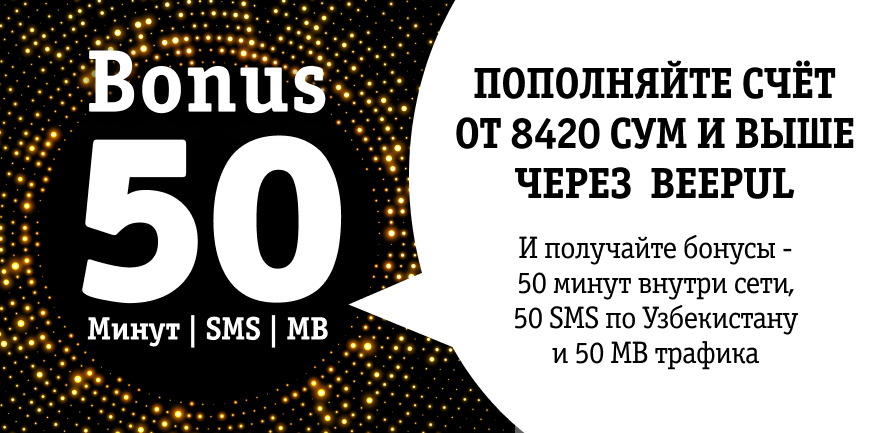 Bonus
50
Минут | SMS | MB
ПОПОЛНЯЙТЕ СЧЁТ
ОТ 8420 СУМ И ВЫШЕ
ЧЕРЕЗ BEEPUL
И получайте бонусы -
50 минут внутри сети,
50 SMS по Узбекистану
и 50 MB трафика